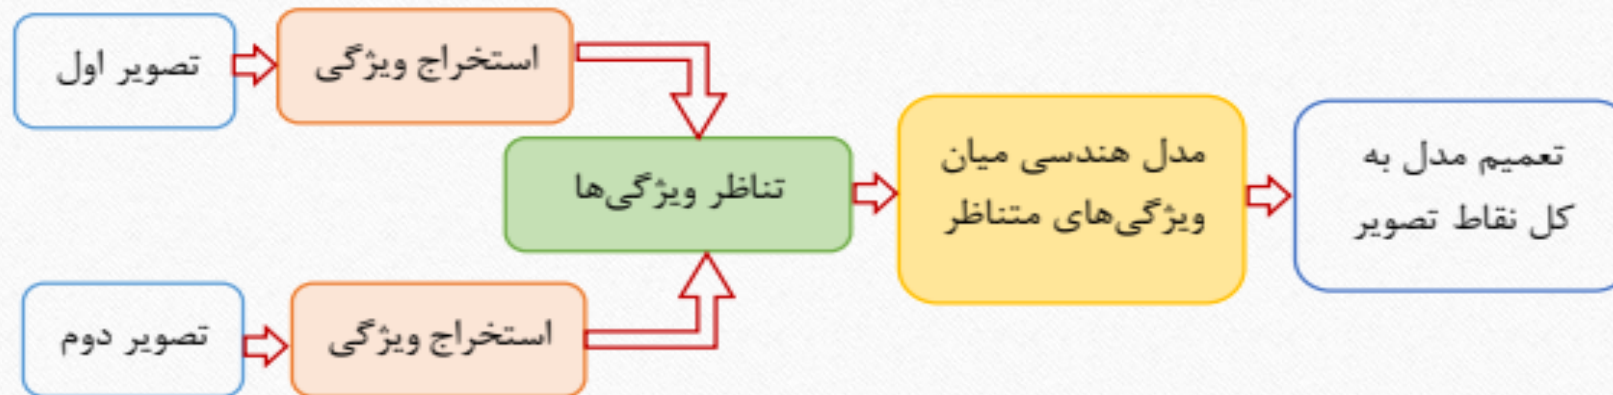 تصویر اول
استخراج ویژگی
تناظر ویژگی‌ها
مدل هندسی میان
ویژگی‌های متناظر
تعمیم مدل به
کل نقاط تصویر
تصویر دوم
استخراج ویژگی